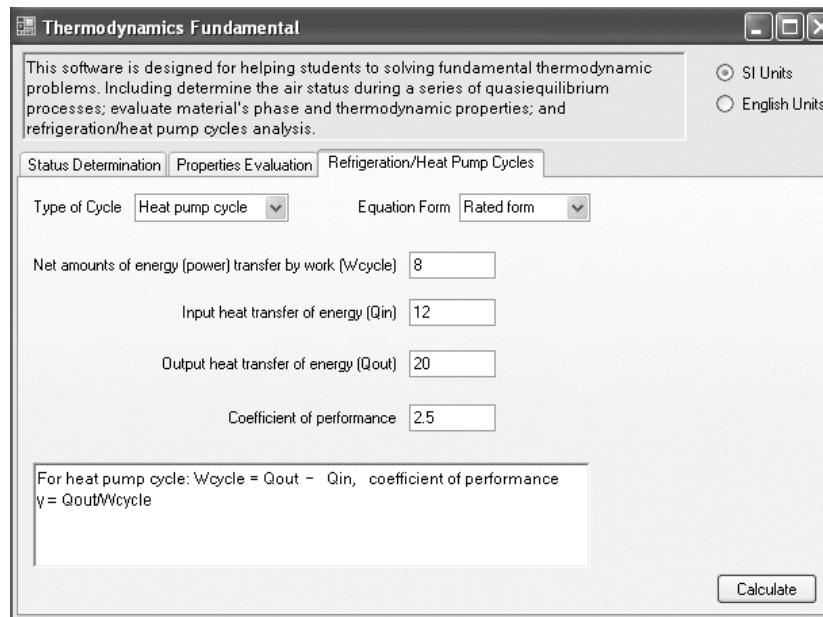 Thermodynamics Fundamental
This software is designed for helping students to solving fundamental thermodynamic
problems. Including determine the air status during a series of quasiequilibrium
processes; evaluate material's phase and thermodynamic properties; and
refrigeration/heat pump cycles analysis.
SI Units
English Units
Status Determination Properties Evaluation Refrigeration/Heat Pump Cycles
Type of Cycle Heat pump cycle Equation Form Rated form
Net amounts of energy (power) transfer by work (Wcycle) 8
Input heat transfer of energy (Qin) 12
Output heat transfer of energy (Qout) 20
Coefficient of performance 2.5
For heat pump cycle: Wcycle = Qout - Qin, coefficient of performance
γ = Qout/Wcycle
Calculate